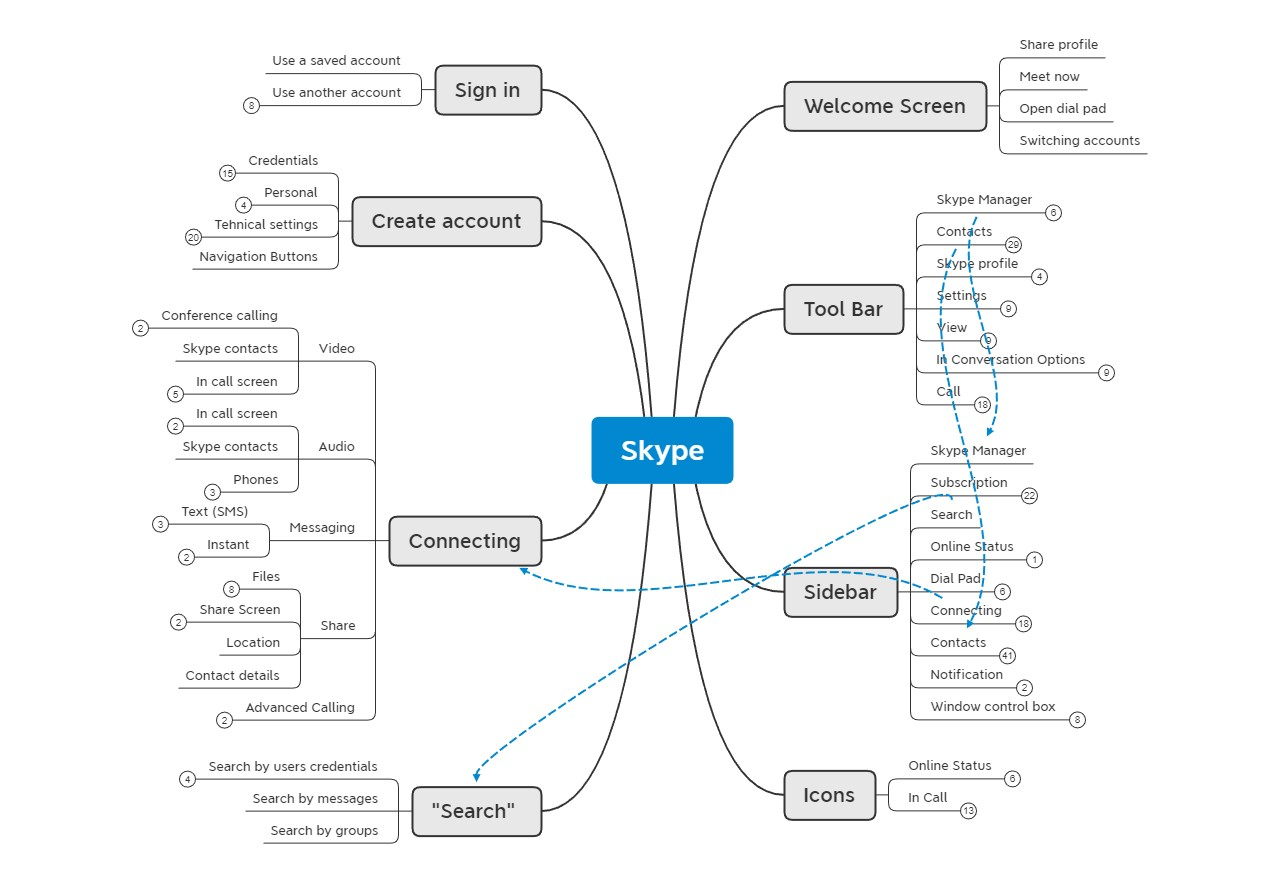 Skype
Sign in
Use a saved account
Use another account
8
Create account
Credentials
15
Personal
4
Tehnical settings
20
Navigation Buttons
Connecting
Video
Conference calling
2
Skype contacts
In call screen
5
Audio
In call screen
2
Skype contacts
Phones
3
Messaging
Text (SMS)
3
Instant
2
Share
Files
8
Share Screen
2
Location
Contact details
Advanced Calling
2
"Search"
Search by users credentials
4
Search by messages
Search by groups
Welcome Screen
Share profile
Meet now
Open dial pad
Switching accounts
Tool Bar
Skype Manager
6
Contacts
29
Skype profile
4
Settings
9
View
9
In Conversation Options
9
Call
18
Sidebar
Skype Manager
Subscription
22
Search
Online Status
1
Dial Pad
6
Connecting
18
Contacts
41
Notification
2
Window control box
8
Icons
Online Status
6
In Call
13